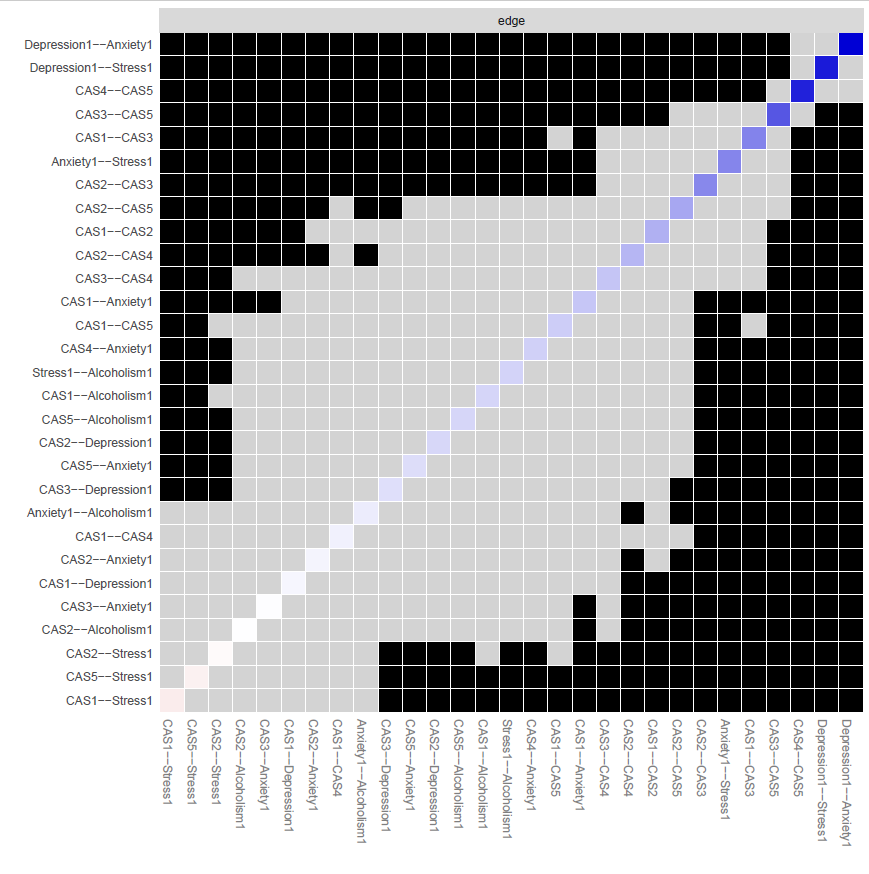 edge
Depression1--Anxiety1
Depression1--Stress1
CAS4--CAS5
CAS3--CAS5
CAS1--CAS3
Anxiety1--Stress1
CAS2--CAS3
CAS2--CAS5
CAS1--CAS2
CAS2--CAS4
CAS3--CAS4
CAS1--Anxiety1
CAS1--CAS5
CAS4--Anxiety1
Stress1--Alcoholism1
CAS1--Alcoholism1
CAS5--Alcoholism1
CAS2--Depression1
CAS5--Anxiety1
CAS3--Depression1
Anxiety1--Alcoholism1
CAS1--CAS4
CAS2--Anxiety1
CAS1--Depression1
CAS3--Anxiety1
CAS2--Alcoholism1
CAS2--Stress1
CAS5--Stress1
CAS1--Stress1
CAS1--Stress1
CAS5--Stress1
CAS2--Stress1
CAS2--Alcoholism1
CAS3--Anxiety1
CAS1--Depression1
CAS2--Anxiety1
CAS1--CAS4
Anxiety1--Alcoholism1
CAS3--Depression1
CAS5--Anxiety1
CAS2--Depression1
CAS5--Alcoholism1
CAS1--Alcoholism1
Stress1--Alcoholism1
CAS4--Anxiety1
CAS1--CAS5
CAS1--Anxiety1
CAS3--CAS4
CAS2--CAS4
CAS1--CAS2
CAS2--CAS5
CAS2--CAS3
Anxiety1--Stress1
CAS1--CAS3
CAS3--CAS5
CAS4--CAS5
Depression1--Stress1
Depression1--Anxiety1